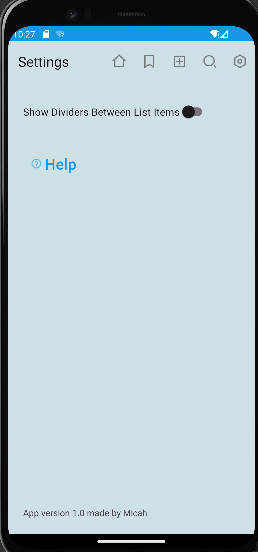 10:27
Settings
Show Dividers Between List Items
Help
App version 1.0 made by Micah